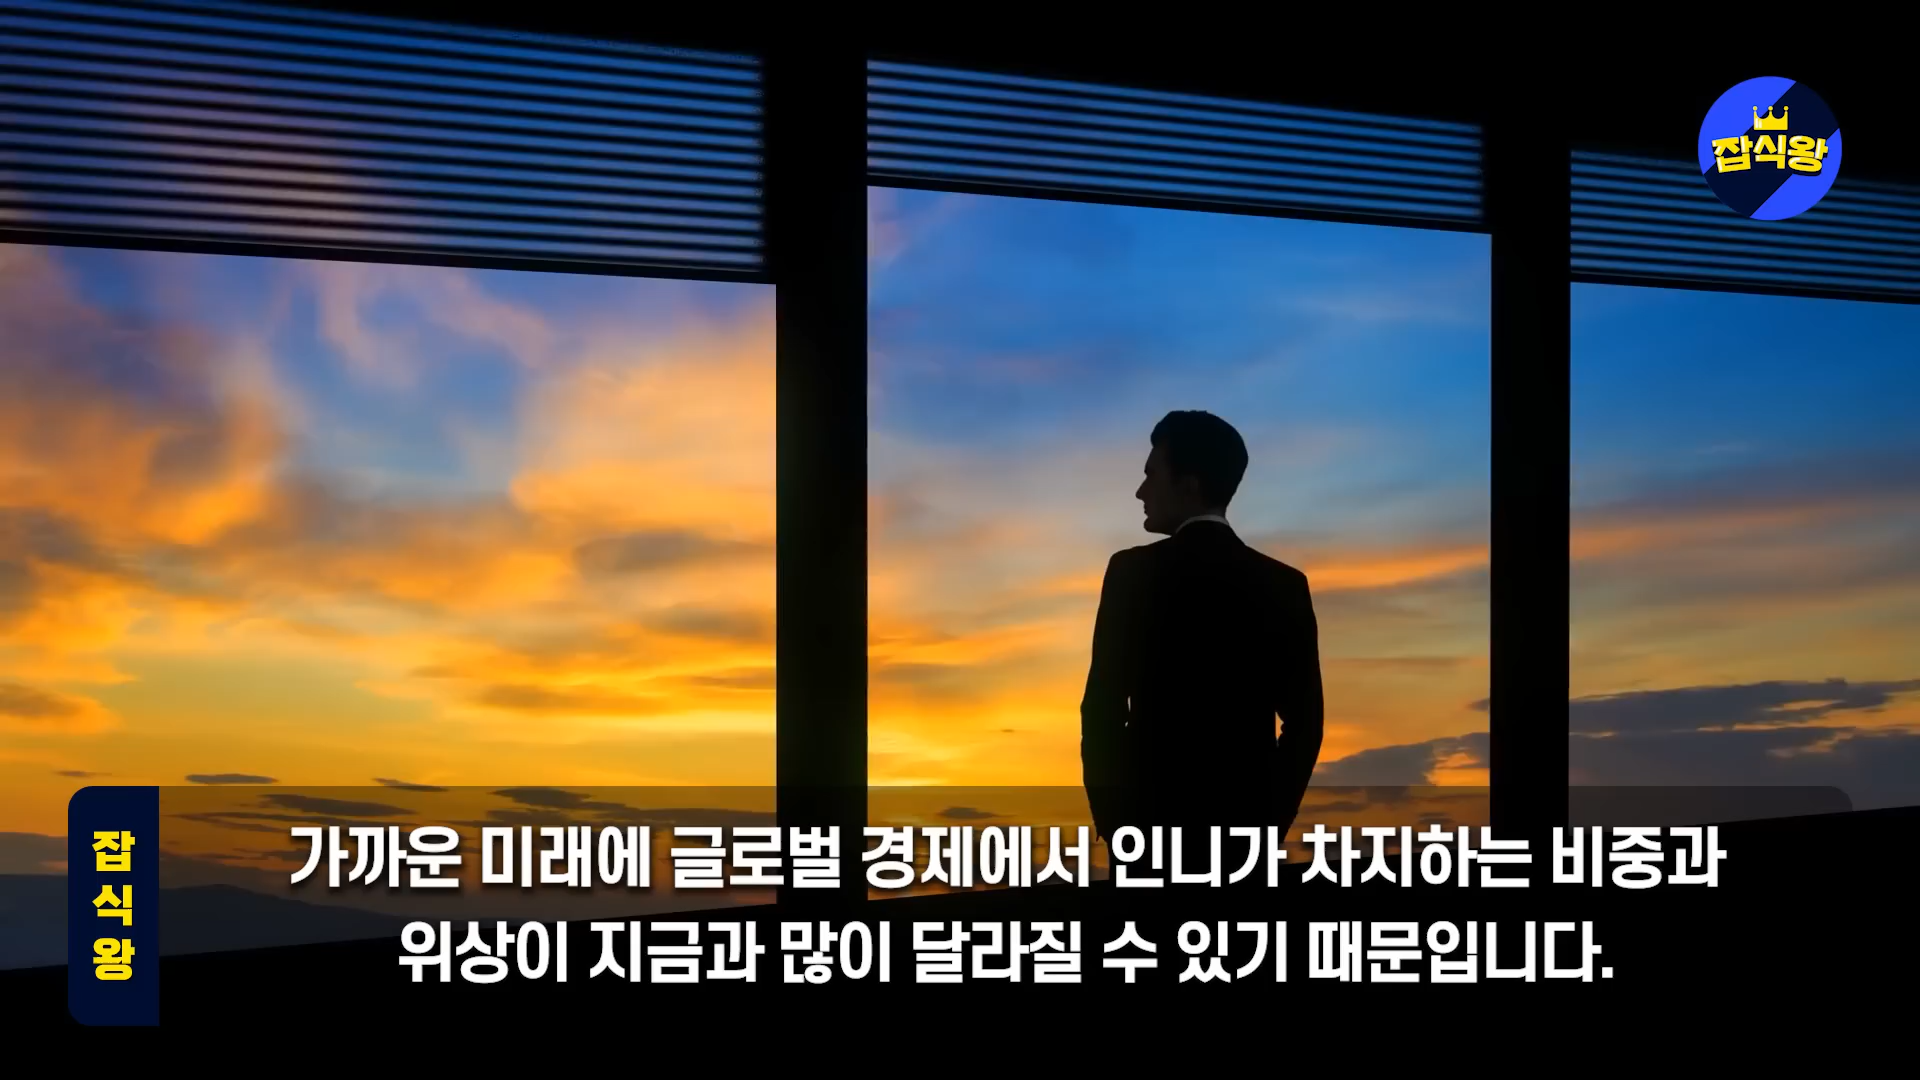 잡식왕
잡
식
왕
가까운 미래에 글로벌 경제에서 인니가 차지하는 비중과
위상이 지금과 많이 달라질 수 있기 때문입니다.